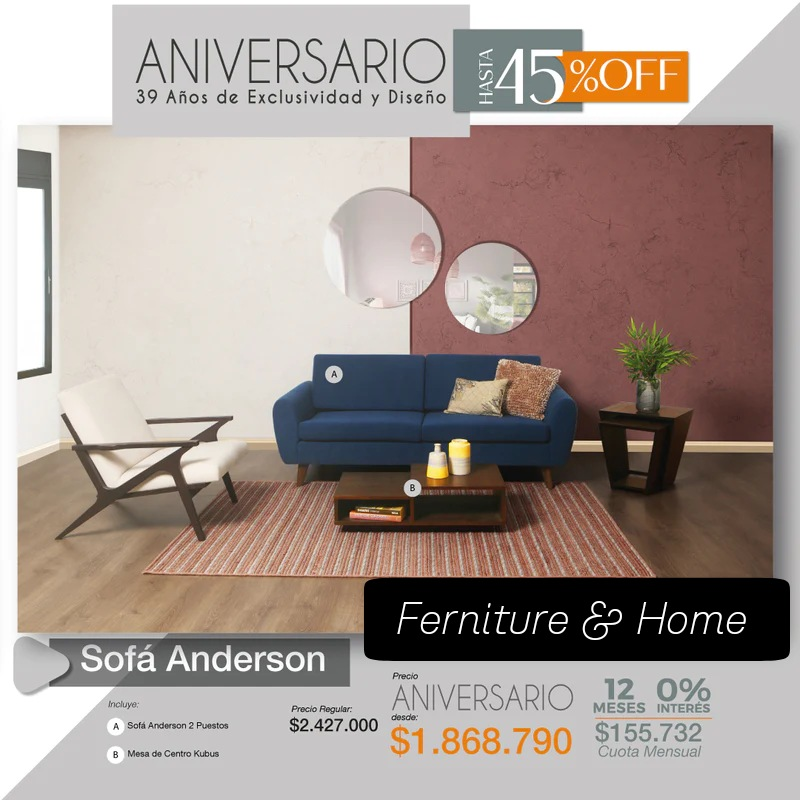 ANIVERSARIO
39 Años de Exclusividad y Diseño
HASTA 45%OFF
A
B
Ferniture & Home
Sofá Anderson
Incluye:
A Sofá Anderson 2 Puestos
B Mesa de Centro Kubus
Precio Regular:
$2.427.000
Precio
ANIVERSARIO
desde:
$1.868.790
12 MESES 0% INTERÉS
$155.732
Cuota Mensual